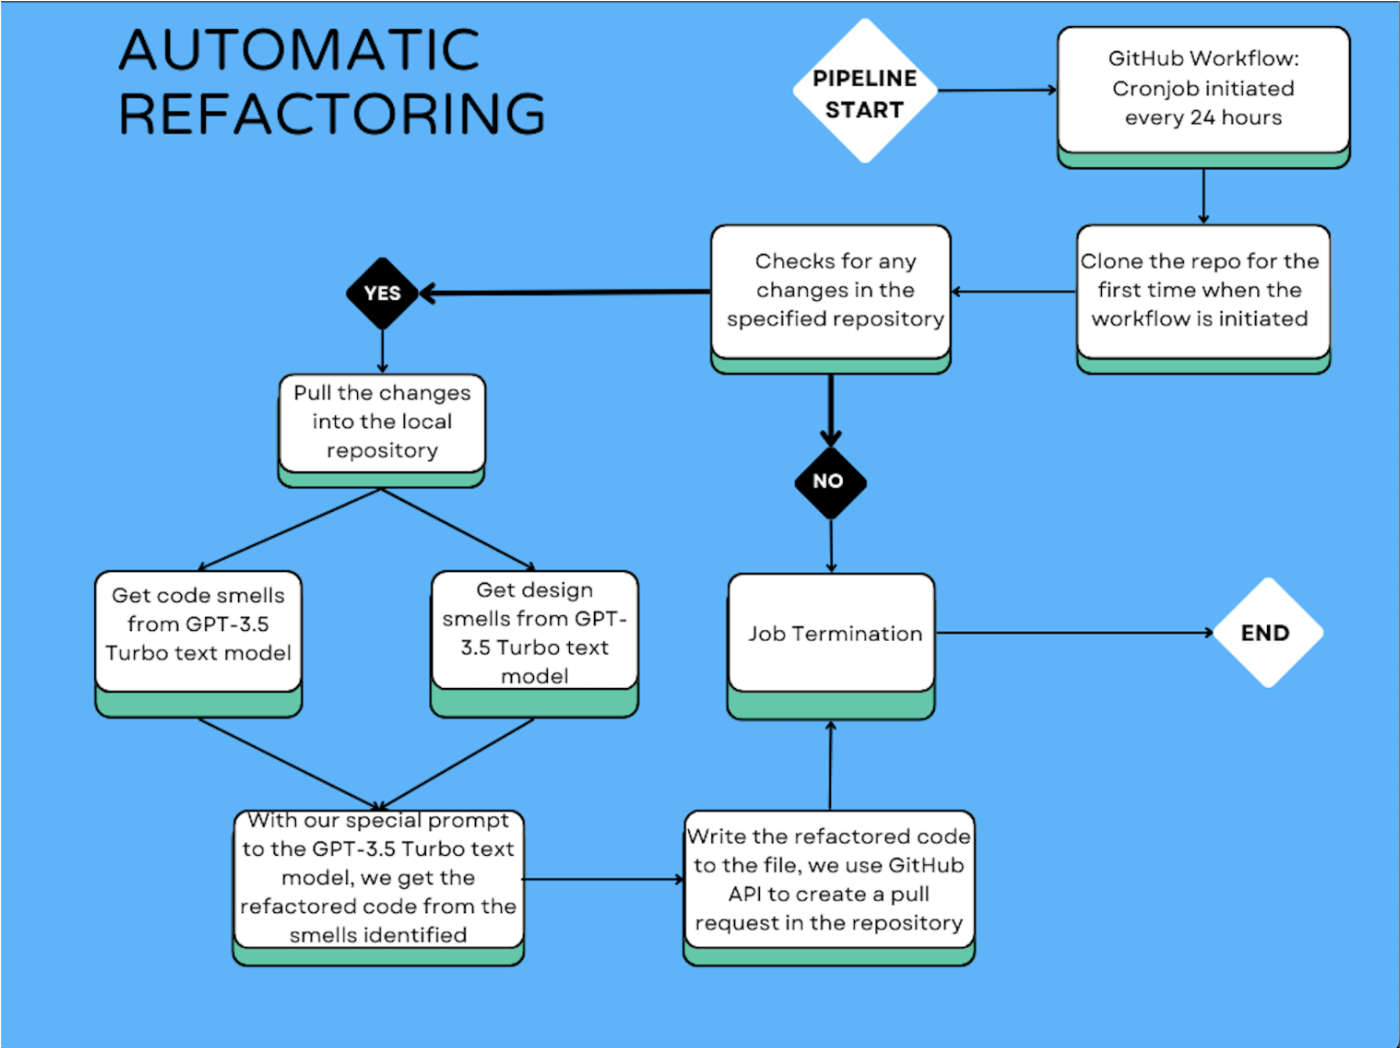 AUTOMATIC
REFACTORING
PIPELINE
START
GitHub Workflow:
Cronjob initiated
every 24 hours
Clone the repo for the
first time when the
workflow is initiated
Checks for any
changes in the
specified repository
YES
Pull the changes
into the local
repository
NO
Get code smells
from GPT-3.5
Turbo text model
Get design
smells from GPT-
3.5 Turbo text
model
Job Termination
END
With our special prompt
to the GPT-3.5 Turbo text
model, we get the
refactored code from the
smells identified
Write the refactored code
to the file, we use GitHub
API to create a pull
request in the repository